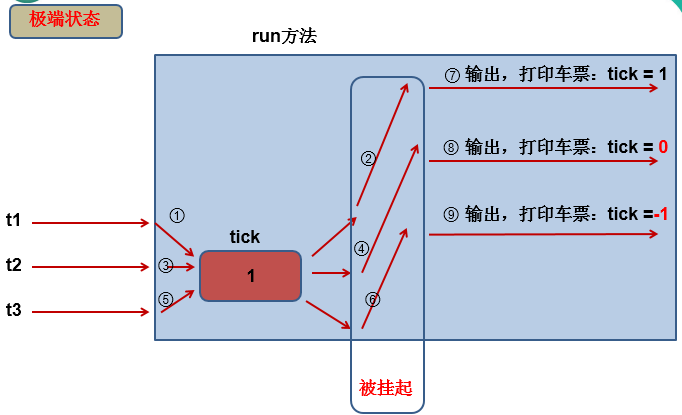 极端状态
run方法
⑦ 输出，打印车票：tick = 1
②
⑧ 输出，打印车票：tick = 0
t1
①
⑨ 输出，打印车票：tick =-1
tick
④
t2
③
1
t3
⑤
⑥
被挂起